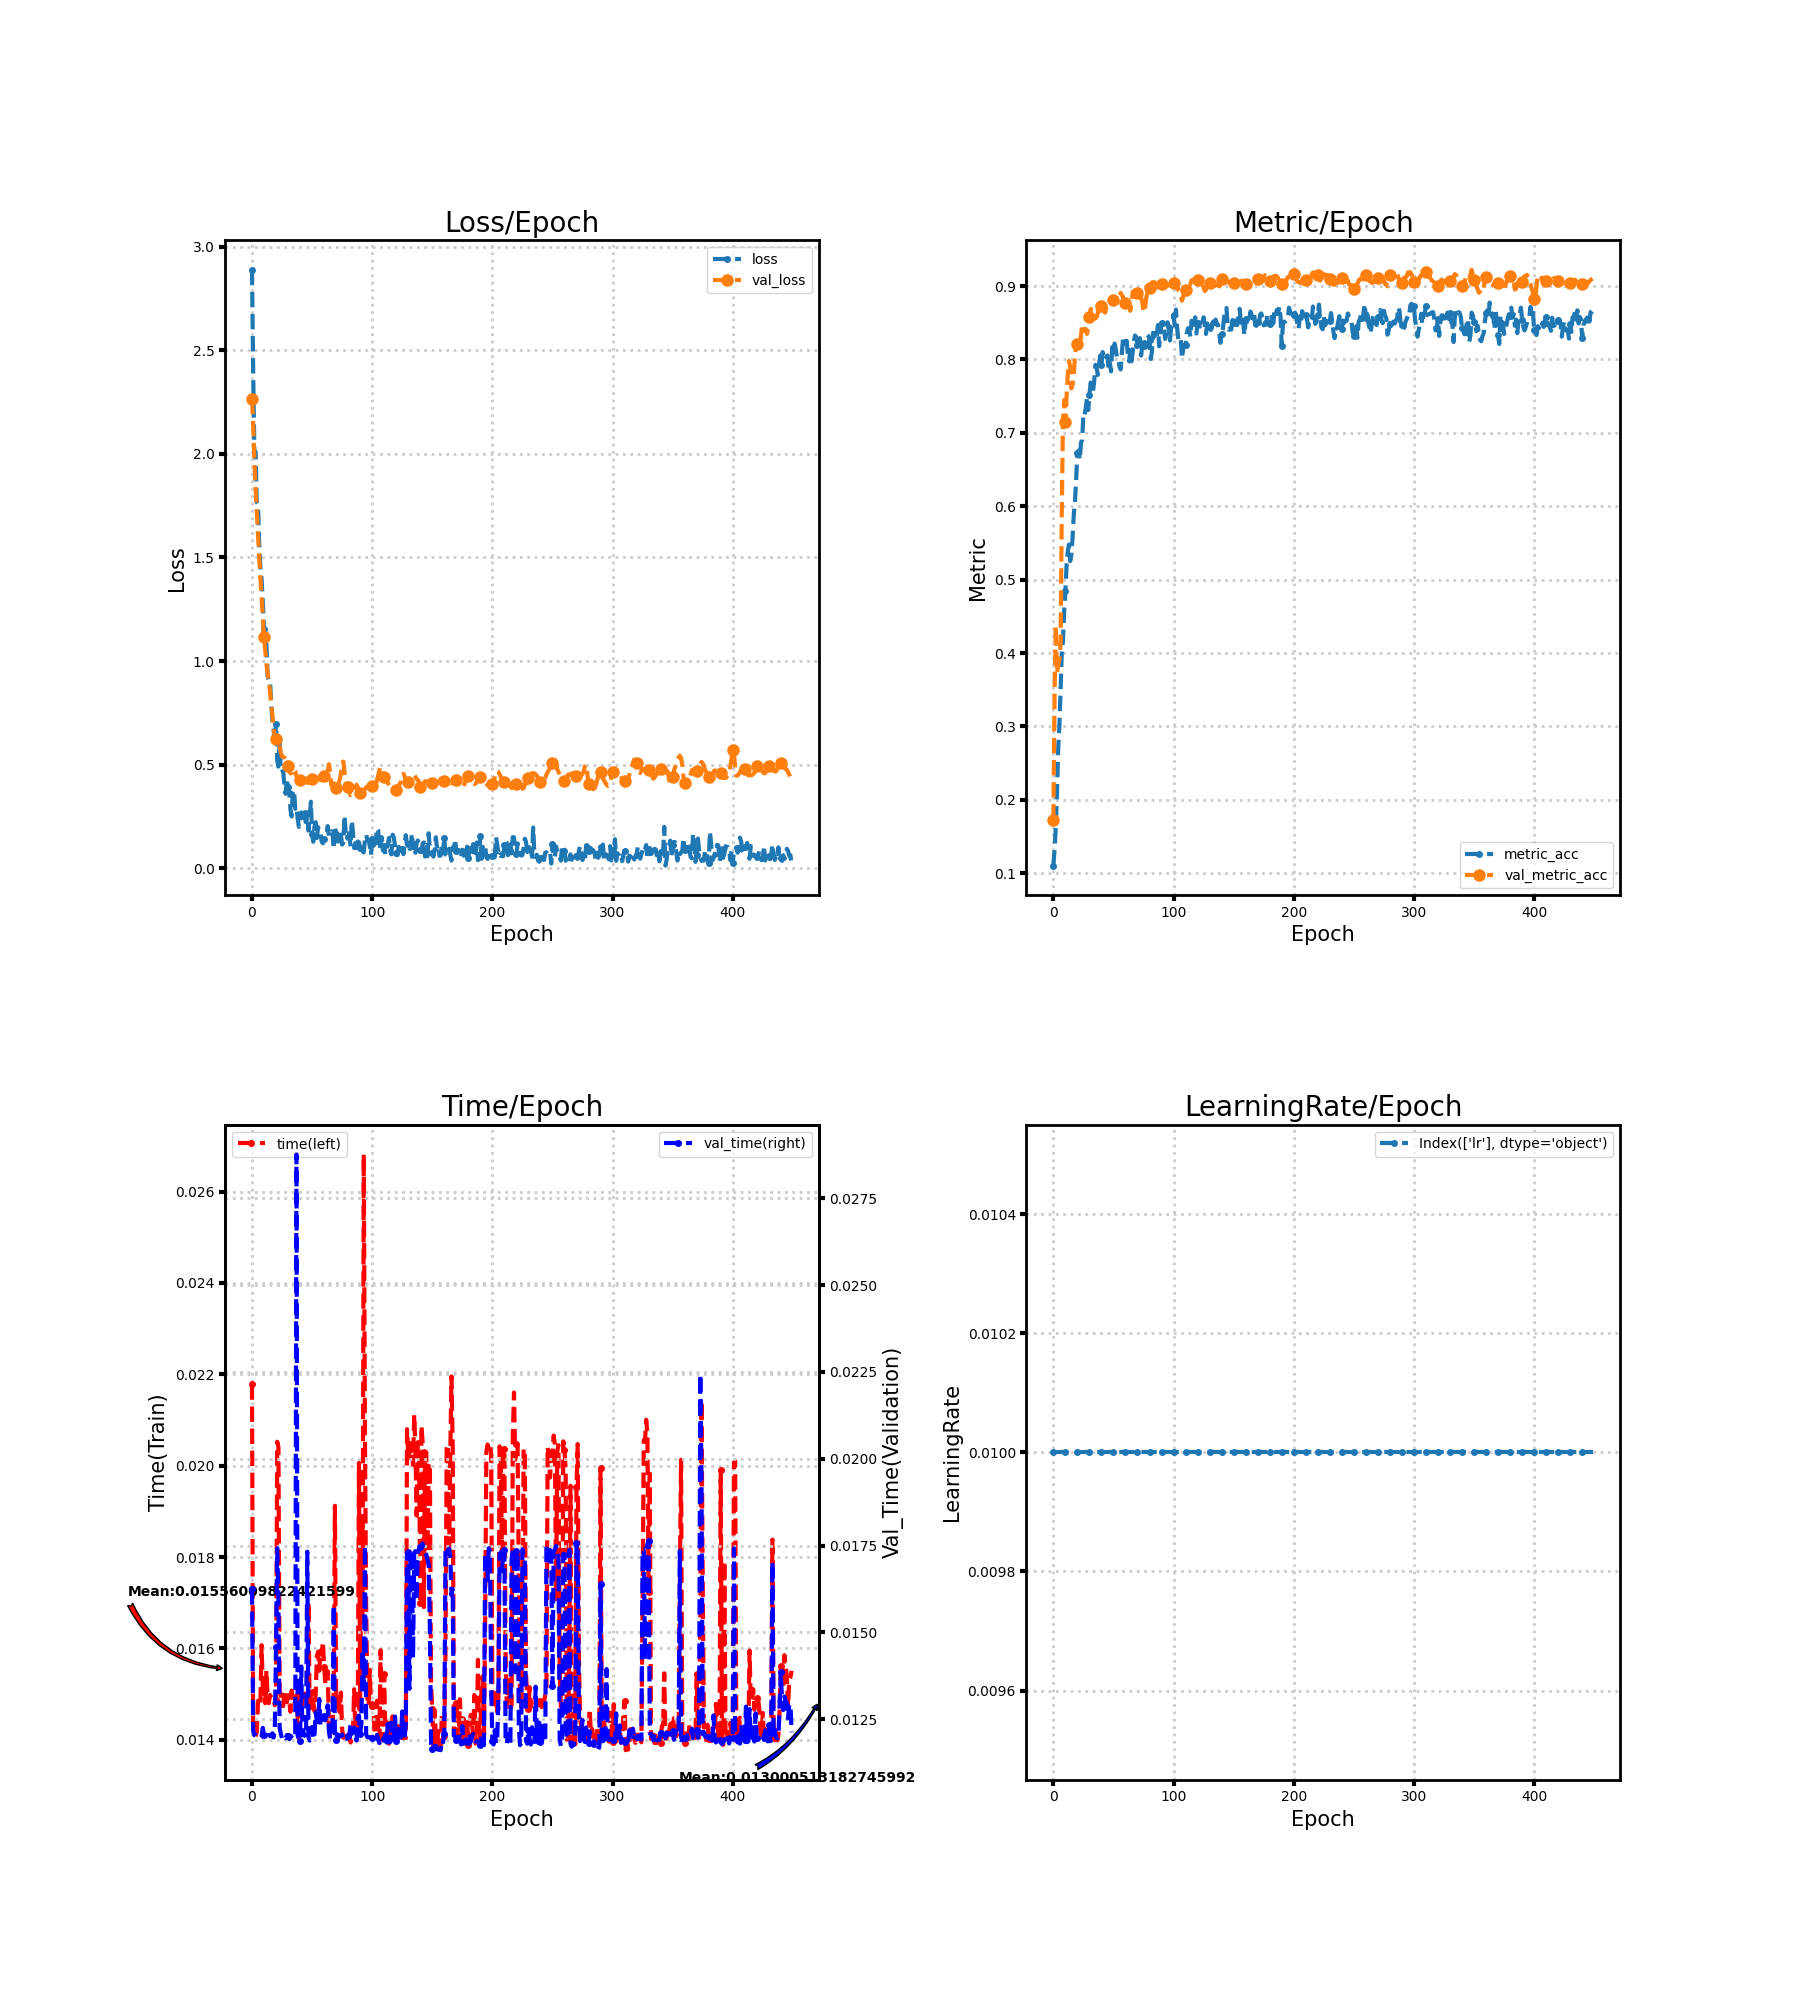 Loss/Epoch
3.0
2.5
2.0
1.5
1.0
0.5
0.0
Loss
loss
val_loss
0 100 200 300 400
Epoch
Metric/Epoch
0.9
0.8
0.7
0.6
0.5
0.4
0.3
0.2
0.1
Metric
metric_acc
val_metric_acc
0 100 200 300 400
Epoch
Time/Epoch
time(left)
val_time(right)
0.026
0.024
0.022
0.020
0.018
0.016
0.014
Time(Train)
Mean:0.01556009822421599
0.0275
0.0250
0.0225
0.0200
0.0175
0.0150
0.0125
Val_Time(Validation)
Mean:0.013000513182745992
0 100 200 300 400
Epoch
LearningRate/Epoch
Index(['lr'], dtype='object')
0.0104
0.0102
0.0100
0.0098
0.0096
LearningRate
0 100 200 300 400
Epoch